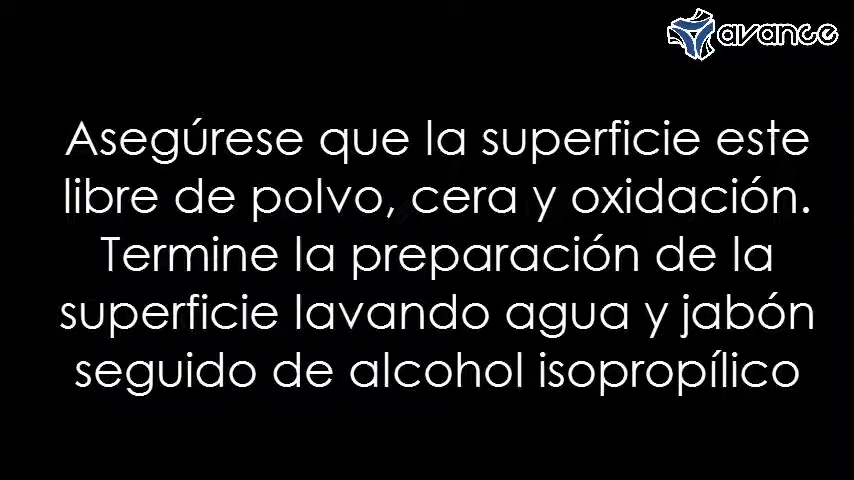 avance
Asegúrese que la superficie este
libre de polvo, cera y oxidación.
Termine la preparación de la
superficie lavando agua y jabón
seguido de alcohol isopropílico